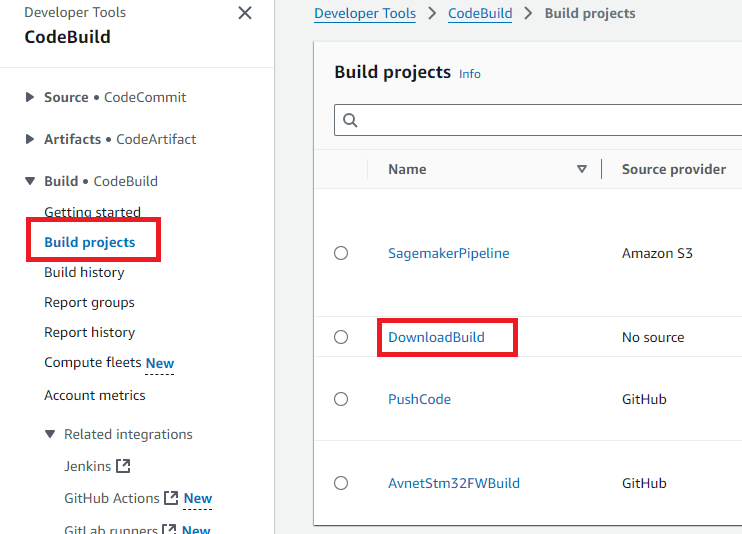 Developer Tools
CodeBuild
Source • CodeCommit
Artifacts • CodeArtifact
Build • CodeBuild
Getting started
Build projects
Build history
Report groups
Report history
Compute fleets New
Account metrics
Related integrations
Jenkins
GitHub Actions New
GitLab runners New
Developer Tools > CodeBuild > Build projects
Build projects Info
Name Source provider
SagemakerPipeline Amazon S3
DownloadBuild No source
PushCode GitHub
AvnetStm32FWBuild GitHub